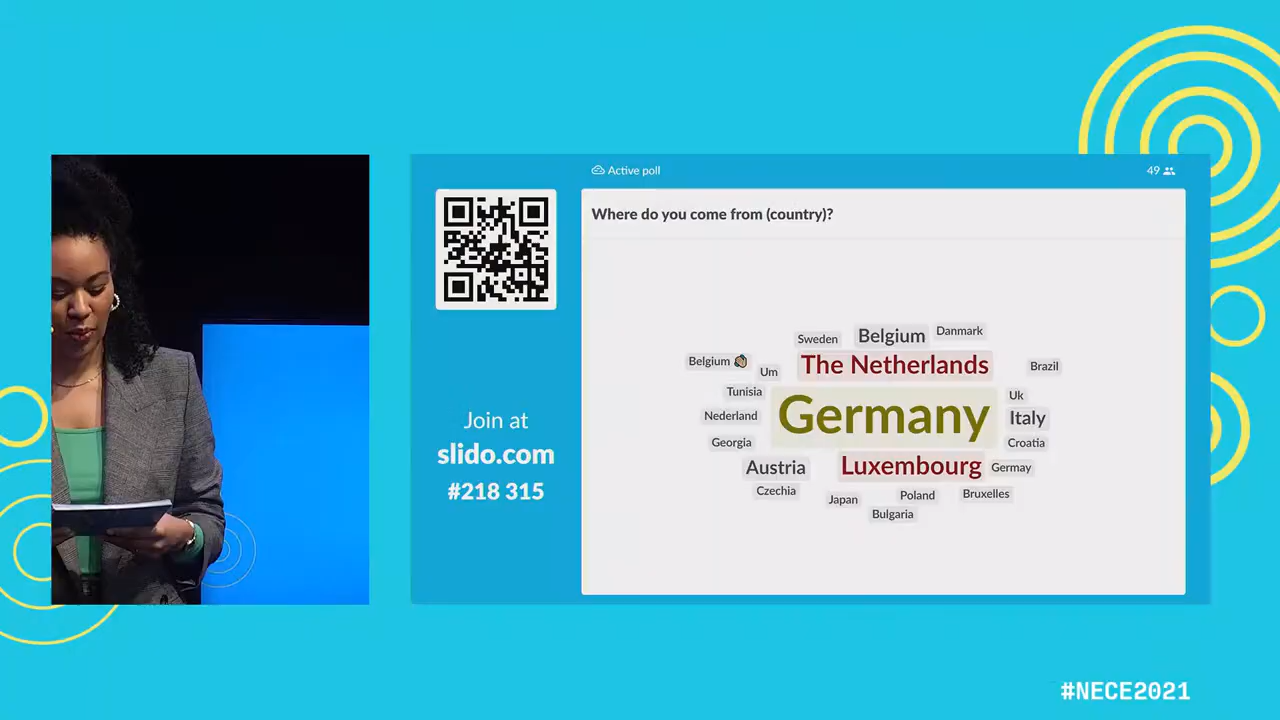 Active poll
49
Where do you come from (country)?
Join at
slido.com
#218 315
Sweden
Belgium
Danmark
Belgium
Um
The Netherlands
Brazil
Tunisia
Uk
Nederland
Germany
Italy
Georgia
Croatia
Austria
Luxembourg
Germay
Czechia
Japan
Poland
Bruxelles
Bulgaria
#NECE2021